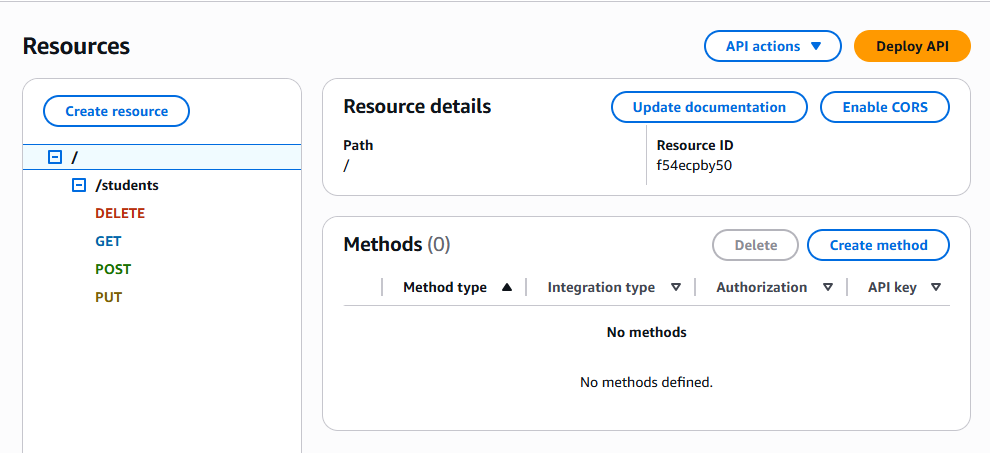 Resources
API actions
Deploy API
Create resource
/
/students
DELETE
GET
POST
PUT
Resource details
Update documentation
Enable CORS
Path
/
Resource ID
f54ecpby50
Methods (0)
Delete
Create method
Method type
Integration type
Authorization
API key
No methods
No methods defined.